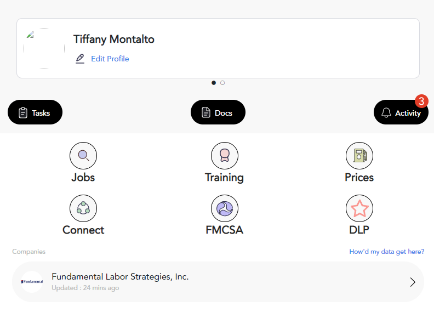 Tiffany Montalto
Edit Profile
Tasks
Docs
Activity
3
Jobs
Training
Prices
Connect
FMCSA
DLP
Companies
How'd my data get here?
Fundamental Labor Strategies, Inc.
Updated : 24 mins ago